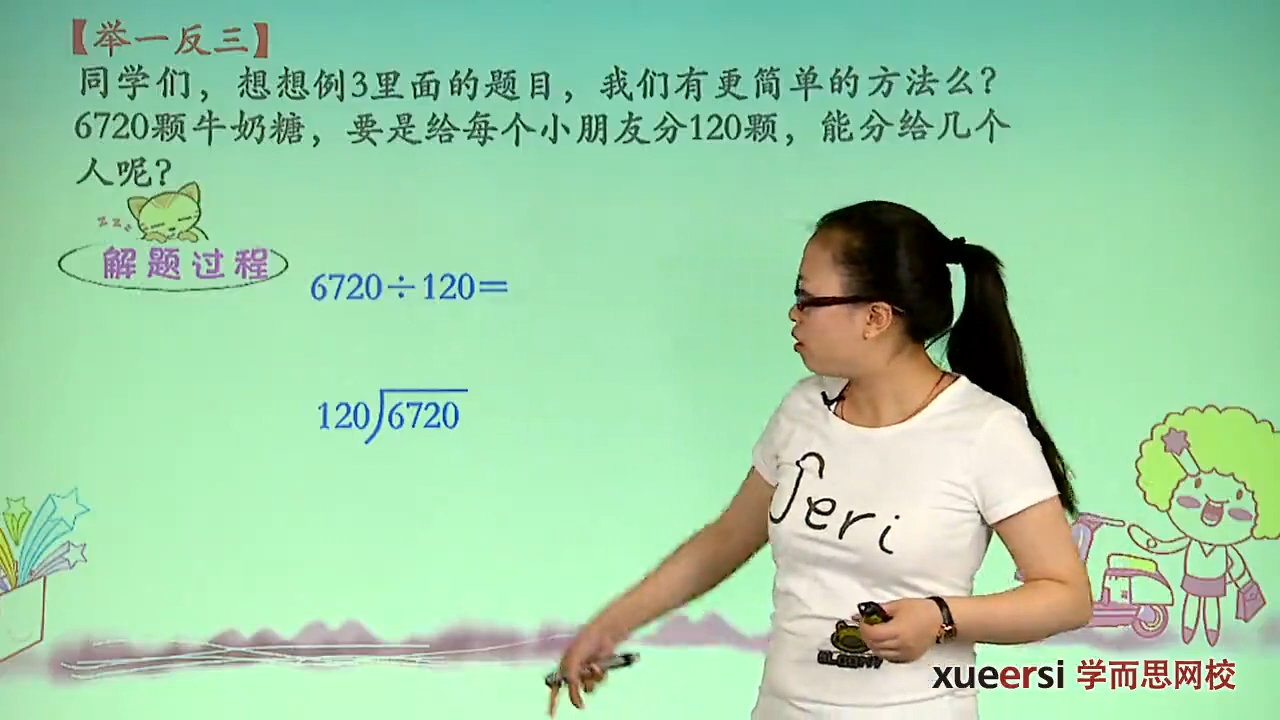 【举一反三】
同学们，想想例3里面的题目，我们有更简单的方法么？
6720颗牛奶糖，要是给每个小朋友分120颗，能分给几个
人呢？
zzz
解题过程
6720÷120=
120⟌6720
Jeri
xueersi 学而思网校